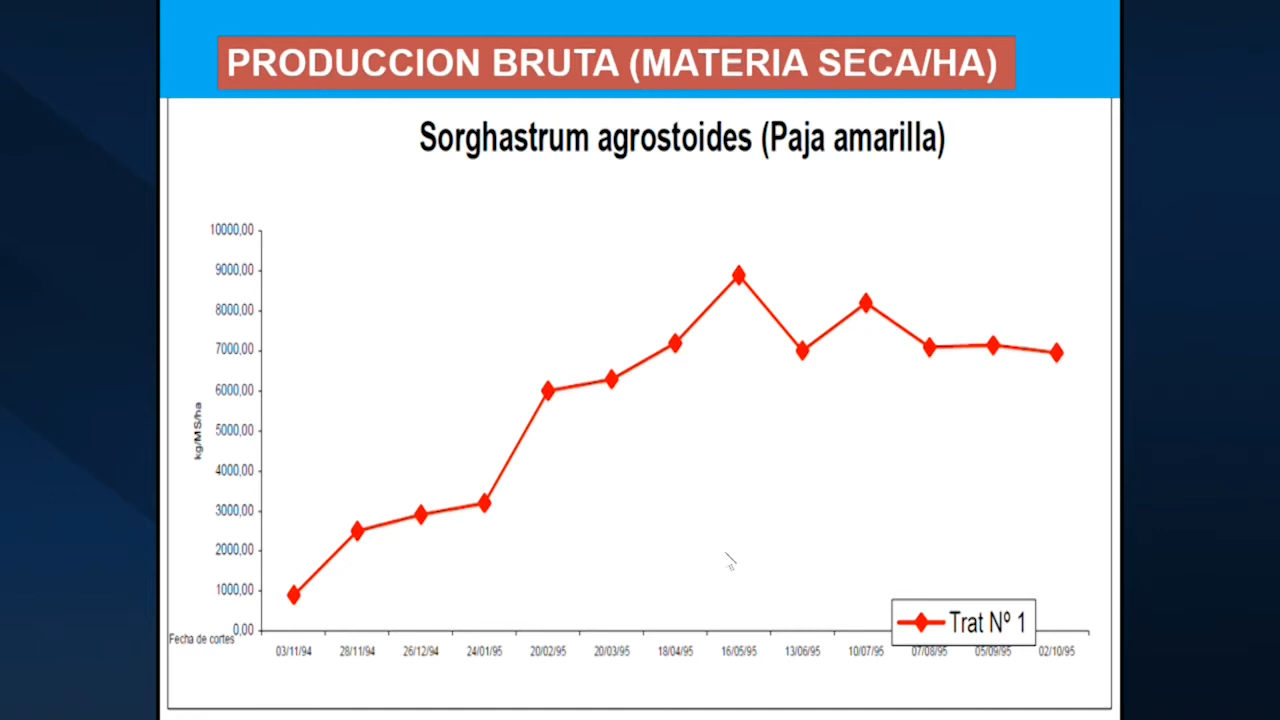 PRODUCCION BRUTA (MATERIA SECA/HA)
Sorghastrum agrostoides (Paja amarilla)
10000,00
9000,00
8000,00
7000,00
6000,00
5000,00
4000,00
3000,00
2000,00
1000,00
0,00
kg/MS/ha
Fecha de cortes
03/11/94 28/11/94 26/12/94 24/01/95 20/02/95 20/03/95 18/04/95 16/05/95 13/06/95 10/07/95 07/08/95 05/09/95 02/10/95
Trat Nº 1